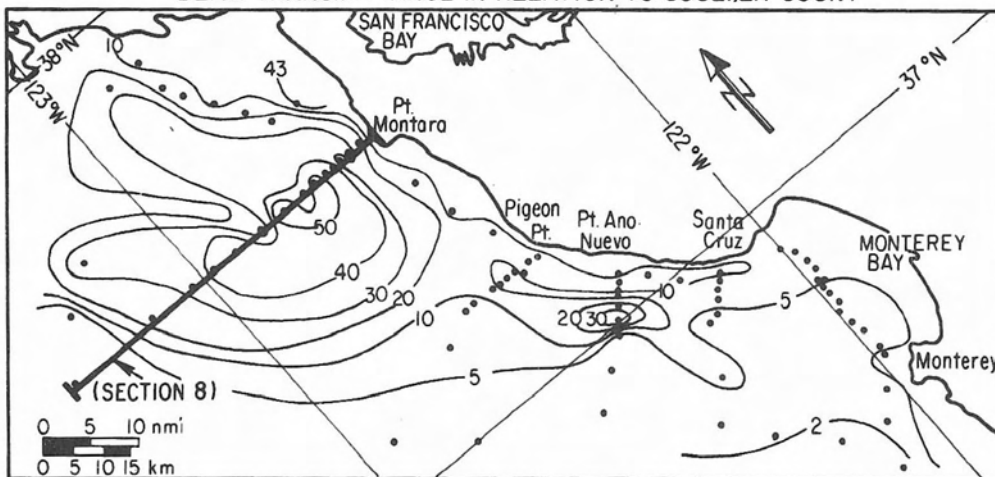 SAN FRANCISCO
BAY
10
38°N
123°W
43
Pt.
Montara
37°N
122°W
N
50
40
30
20
10
Pigeon
Pt.
Pt. Ano
Nuevo
Santa
Cruz
MONTEREY
BAY
10
5
20 30
5
2
Monterey
(SECTION 8)
0 5 10 nmi
0 5 10 15 km